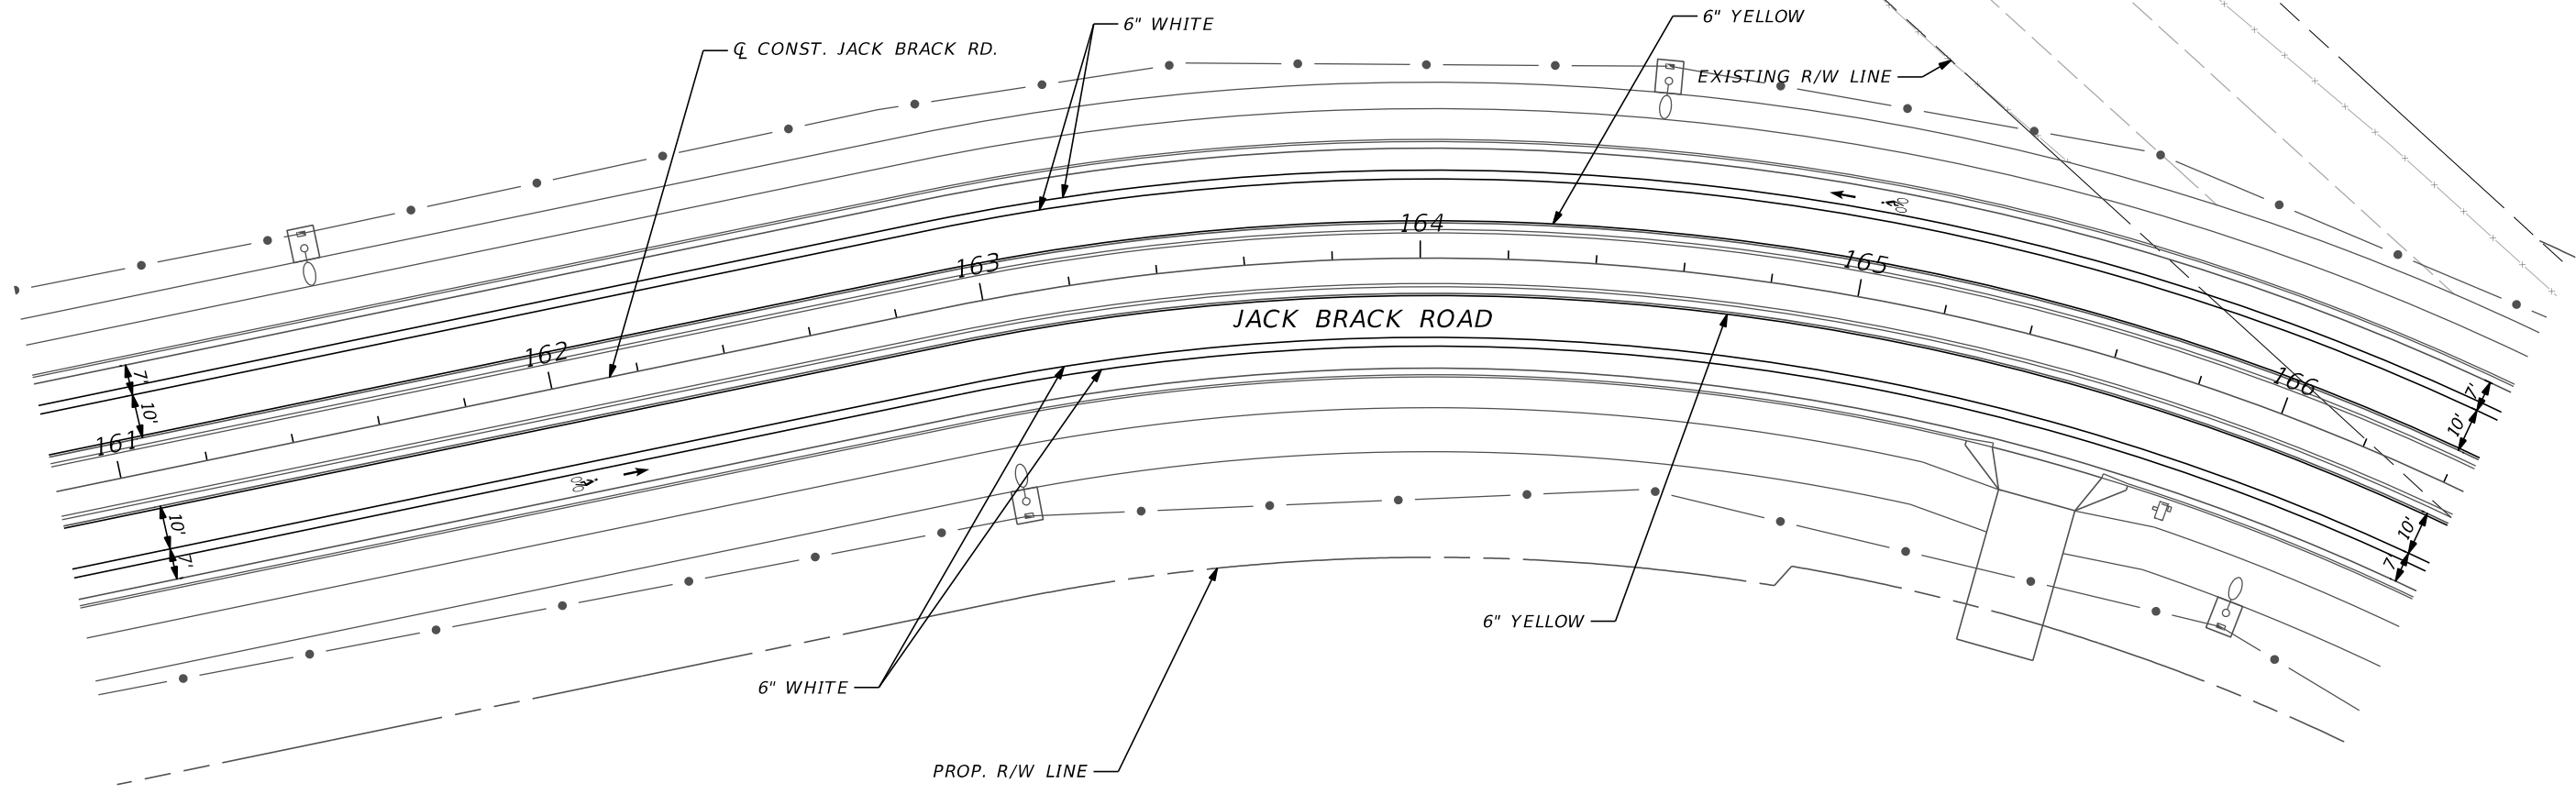 6" YELLOW
6" WHITE
℄ CONST. JACK BRACK RD.
EXISTING R/W LINE
164
165
163
JACK BRACK ROAD
162
166
7'
10'
7'
10'
161
10'
7'
10'
7'
6" YELLOW
6" WHITE
PROP. R/W LINE